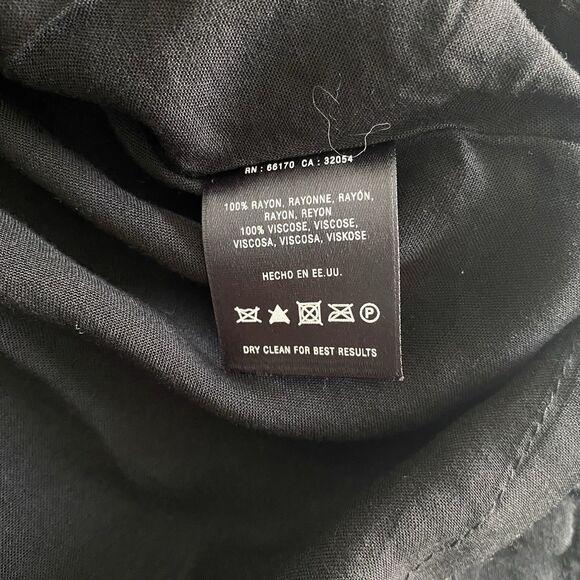 RN : 66170 CA : 32054
100% RAYON, RAYONNE, RAYÓN,
RAYON, REYON
100% VISCOSE, VISCOSE,
VISCOSA, VISCOSA, VISKOSE
HECHO EN EE.UU.
P
DRY CLEAN FOR BEST RESULTS